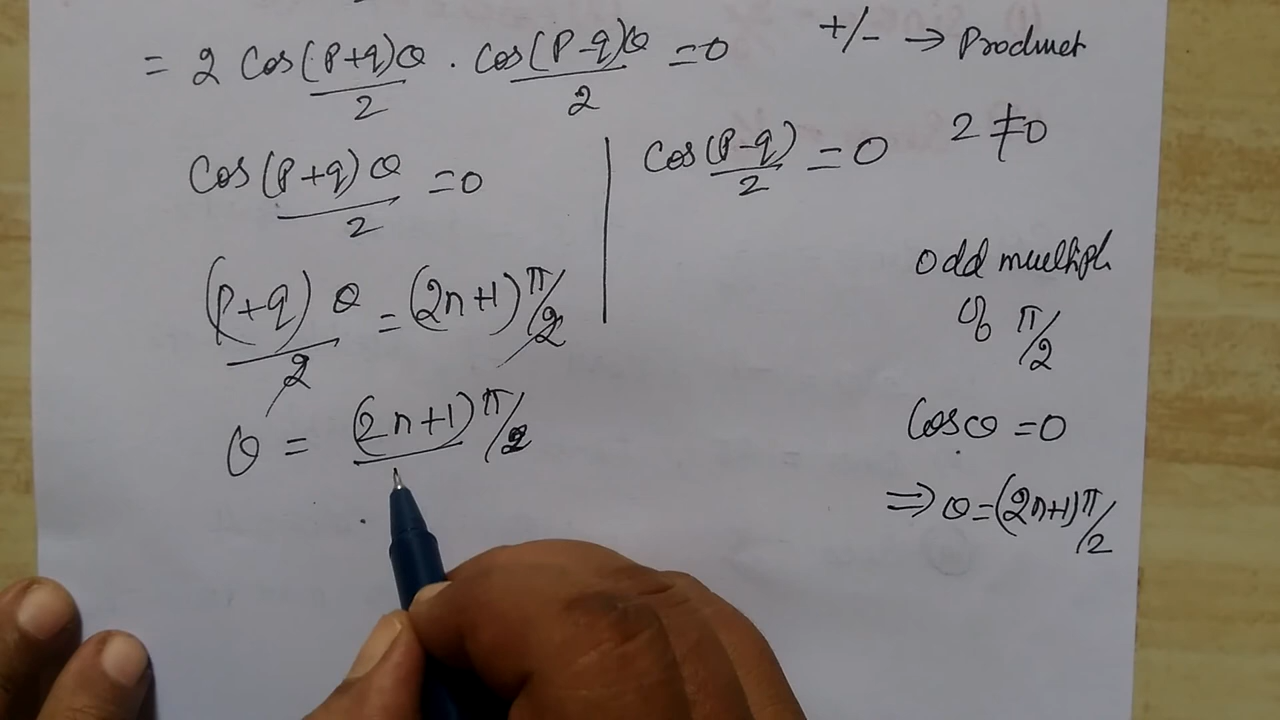 = 2 Cos(P+q)θ/2 . Cos(P-q)θ/2 = 0
+/- → Product
Cos(P+q)θ/2 = 0
Cos(P-q)/2 = 0
2 ≠ 0
(P+q)θ/2 = (2n+1)π/2
odd multiple
of π/2
θ = (2n+1)π/2
Cosθ = 0
⇒ θ = (2n+1)π/2